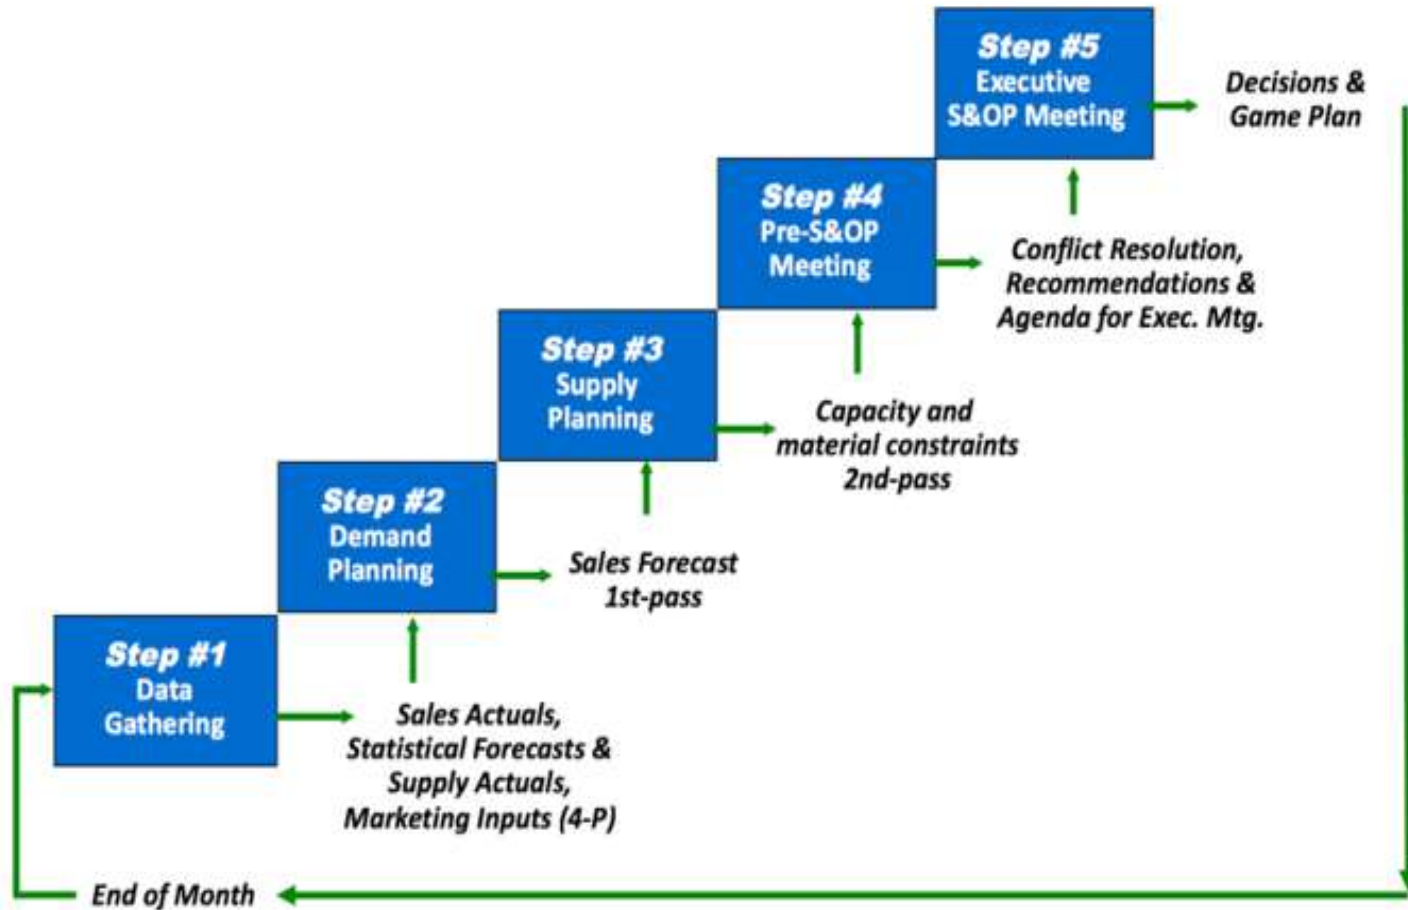 Step #5
Executive
S&OP Meeting
Decisions &
Game Plan
Step #4
Pre-S&OP
Meeting
Conflict Resolution,
Recommendations &
Agenda for Exec. Mtg.
Step #3
Supply
Planning
Capacity and
material constraints
2nd-pass
Step #2
Demand
Planning
Sales Forecast
1st-pass
Step #1
Data
Gathering
Sales Actuals,
Statistical Forecasts &
Supply Actuals,
Marketing Inputs (4-P)
End of Month